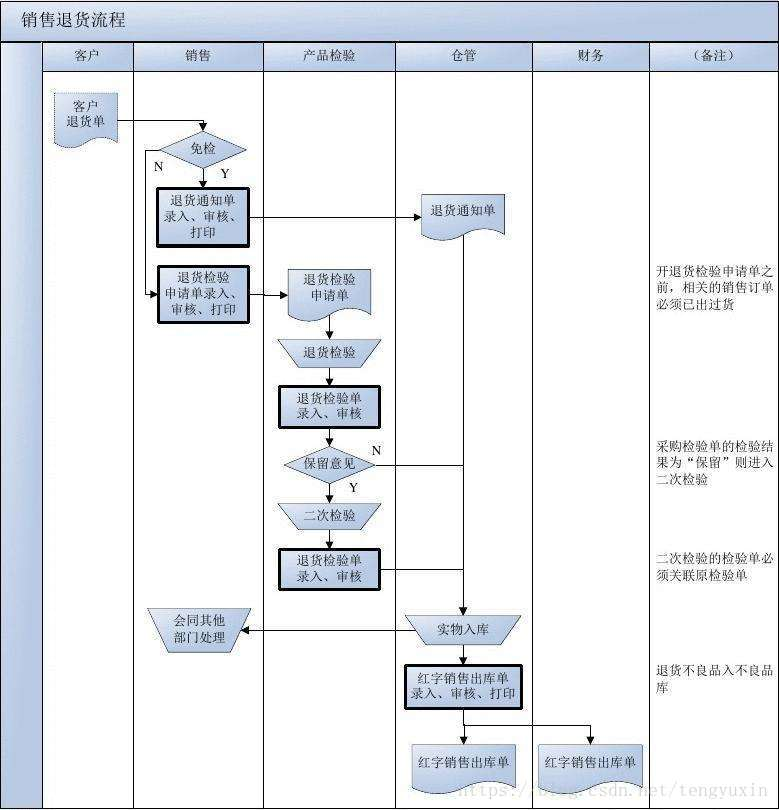 销售退货流程
客户
销售
产品检验
仓管
财务
（备注）
客户
退货单
免检
N
Y
退货通知单
录入、审核、
打印
退货通知单
退货检验
申请单录入、
审核、打印
退货检验
申请单
开退货检验申请单之
前，相关的销售订单
必须已出过货
退货检验
退货检验单
录入、审核
保留意见
N
Y
采购检验单的检验结
果为“保留”则进入
二次检验
二次检验
退货检验单
录入、审核
二次检验的检验单必
须关联原检验单
会同其他
部门处理
实物入库
红字销售出库单
录入、审核、打印
退货不良品入不良品
库
红字销售出库单
红字销售出库单
https://blog.csdn.net/tengyuxin